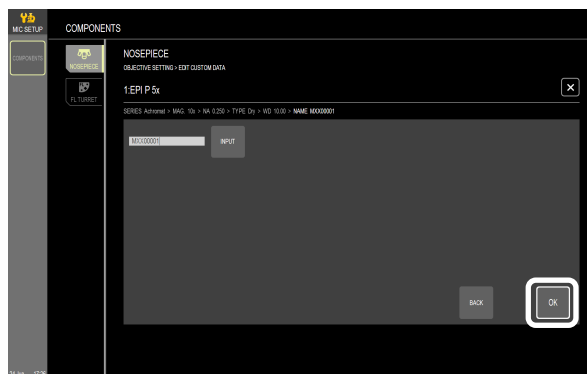 MIC SETUP
COMPONENTS
COMPONENTS
NOSEPIECE
FL TURRET
NOSEPIECE
OBJECTIVE SETTING > EDIT CUSTOM DATA
1:EPI P 5x
SERIES Achromat > MAG. 10x > NA 0.250 > TYPE Dry > WD 10.00 > NAME MXX00001
MXX00001
INPUT
BACK
OK